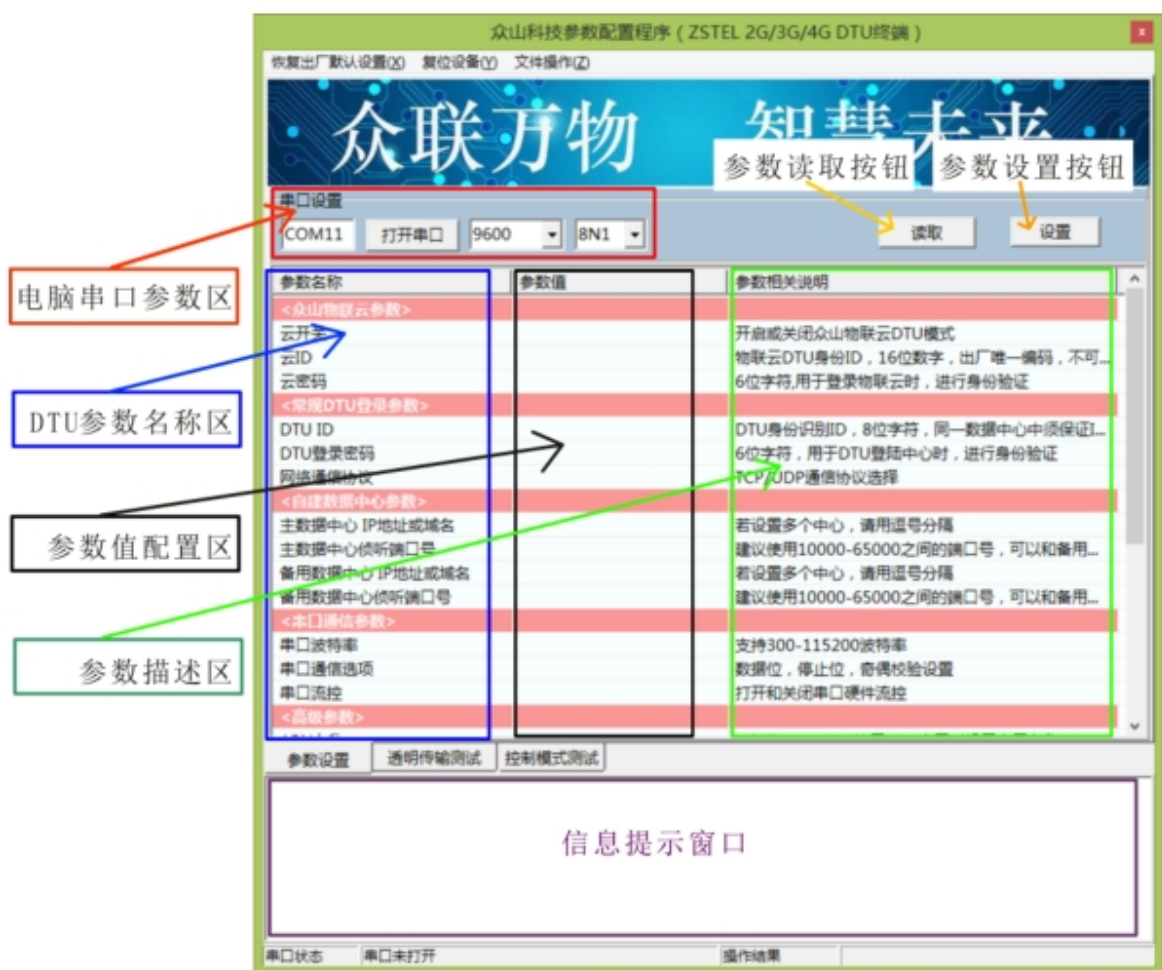 众山科技参数配置程序 ( ZSTEL 2G/3G/4G DTU终端 )
x
恢复出厂默认设置(X) 复位设备(Y) 文件操作(Z)
众联万物 智慧未来
参数读取按钮 参数设置按钮
串口设置
COM11 打开串口 9600 8N1 读取 设置
电脑串口参数区
DTU参数名称区
参数值配置区
参数描述区
参数名称 参数值 参数相关说明
<众山物联云参数>
云开关 开启或关闭众山物联云DTU模式
云ID 物联云DTU身份ID，16位数字，出厂唯一编码，不可...
云密码 6位字符,用于登录物联云时，进行身份验证
<常规DTU登录参数>
DTU ID DTU身份识别ID，8位字符，同一数据中心中须保证I...
DTU登录密码 6位字符，用于DTU登陆中心时，进行身份验证
网络通信协议 TCP/UDP通信协议选择
<自建数据中心参数>
主数据中心 IP地址或域名 若设置多个中心，请用逗号分隔
主数据中心侦听端口号 建议使用10000-65000之间的端口号，可以和备用...
备用数据中心 IP地址或域名 若设置多个中心，请用逗号分隔
备用数据中心侦听端口号 建议使用10000-65000之间的端口号，可以和备用...
<串口通信参数>
串口波特率 支持300-115200波特率
串口通信选项 数据位，停止位，奇偶校验设置
串口流控 打开和关闭串口硬件流控
<高级参数>
参数设置 透明传输测试 控制模式测试
信息提示窗口
串口状态 串口未打开 操作结果